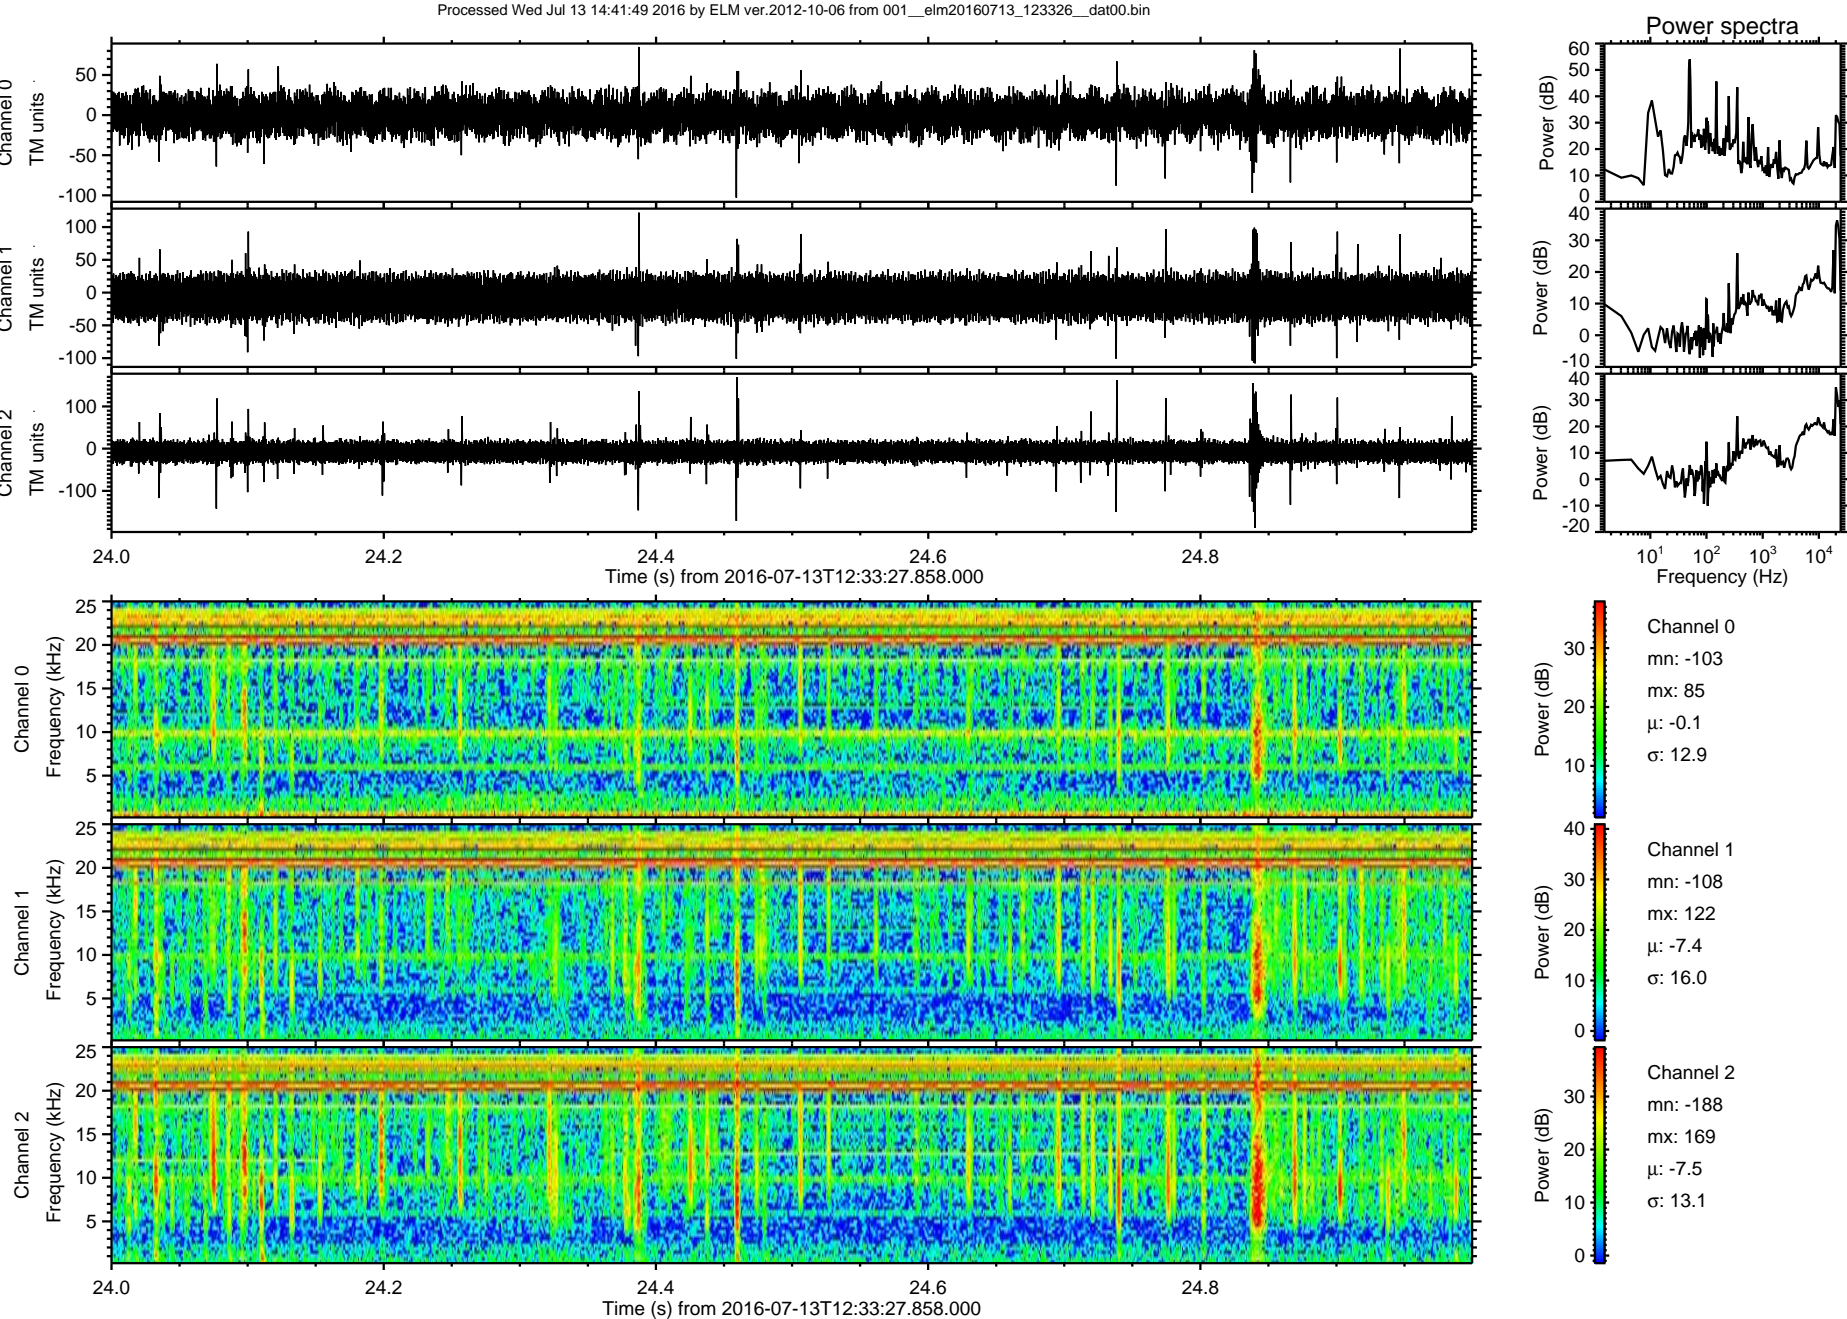 Processed Wed Jul 13 14:41:49 2016 by ELM ver.2012-10-06 from 001__elm20160713_123326__dat00.bin
Power spectra
Channel 0
TM units
50
0
-50
-100
Power (dB)
60
50
40
30
20
10
0
Channel 1
TM units
100
50
0
-50
-100
Power (dB)
40
30
20
10
0
-10
Channel 2
TM units
100
0
-100
Power (dB)
40
30
20
10
0
-10
-20
24.0 24.2 24.4 24.6 24.8
Time (s) from 2016-07-13T12:33:27.858.000
10¹ 10² 10³ 10⁴
Frequency (Hz)
Channel 0
Frequency (kHz)
25
20
15
10
5
Power (dB)
30
20
10
Channel 0
mn: -103
mx: 85
μ: -0.1
σ: 12.9
Channel 1
Frequency (kHz)
25
20
15
10
5
Power (dB)
40
30
20
10
0
Channel 1
mn: -108
mx: 122
μ: -7.4
σ: 16.0
Channel 2
Frequency (kHz)
25
20
15
10
5
Power (dB)
30
20
10
0
Channel 2
mn: -188
mx: 169
μ: -7.5
σ: 13.1
24.0 24.2 24.4 24.6 24.8
Time (s) from 2016-07-13T12:33:27.858.000